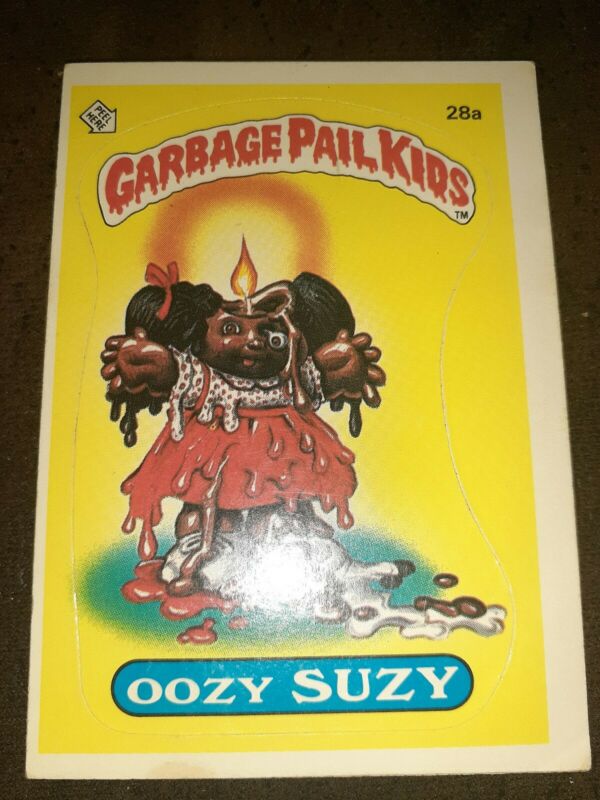 PEEL HERE
28a
GARBAGE PAIL KIDS
TM
OOZY SUZY